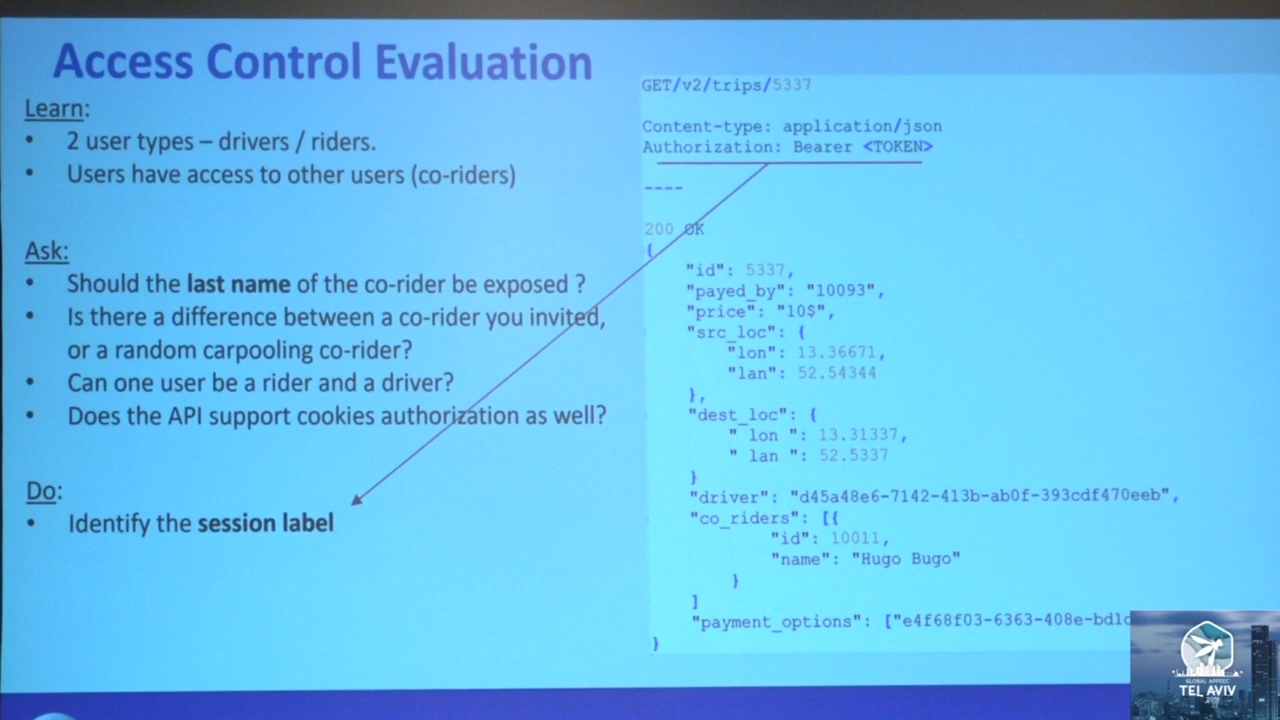 Access Control Evaluation
Learn:
• 2 user types – drivers / riders.
• Users have access to other users (co-riders)
Ask:
• Should the last name of the co-rider be exposed ?
• Is there a difference between a co-rider you invited,
or a random carpooling co-rider?
• Can one user be a rider and a driver?
• Does the API support cookies authorization as well?
Do:
• Identify the session label
GET/v2/trips/5337
Content-type: application/json
Authorization: Bearer <TOKEN>
----
200 OK
{
"id": 5337,
"payed_by": "10093",
"price": "10$",
"src_loc": {
"lon": 13.36671,
"lan": 52.54344
},
"dest_loc": {
" lon ": 13.31337,
" lan ": 52.5337
}
"driver": "d45a48e6-7142-413b-ab0f-393cdf470eeb",
"co_riders": [{
"id": 10011,
"name": "Hugo Bugo"
}
]
"payment_options": ["e4f68f03-6363-408e-bd1
}
GLOBAL APPSEC
TEL AVIV